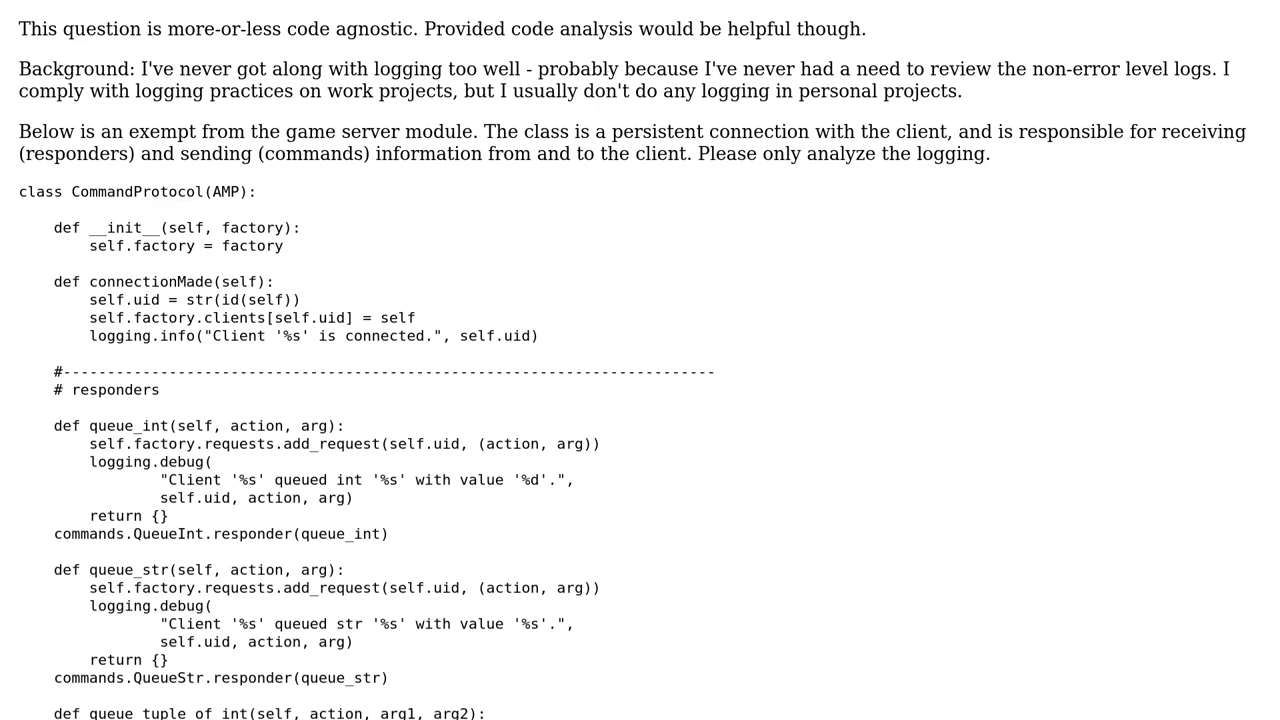 This question is more-or-less code agnostic. Provided code analysis would be helpful though.
Background: I've never got along with logging too well - probably because I've never had a need to review the non-error level logs. I
comply with logging practices on work projects, but I usually don't do any logging in personal projects.
Below is an exempt from the game server module. The class is a persistent connection with the client, and is responsible for receiving
(responders) and sending (commands) information from and to the client. Please only analyze the logging.
class CommandProtocol(AMP):
    def __init__(self, factory):
        self.factory = factory
    def connectionMade(self):
        self.uid = str(id(self))
        self.factory.clients[self.uid] = self
        logging.info("Client '%s' is connected.", self.uid)
    #--------------------------------------------------------------------------
    # responders
    def queue_int(self, action, arg):
        self.factory.requests.add_request(self.uid, (action, arg))
        logging.debug(
                "Client '%s' queued int '%s' with value '%d'.",
                self.uid, action, arg)
        return {}
    commands.QueueInt.responder(queue_int)
    def queue_str(self, action, arg):
        self.factory.requests.add_request(self.uid, (action, arg))
        logging.debug(
                "Client '%s' queued str '%s' with value '%s'.",
                self.uid, action, arg)
        return {}
    commands.QueueStr.responder(queue_str)
    def queue_tuple_of_int(self, action, arg1, arg2):